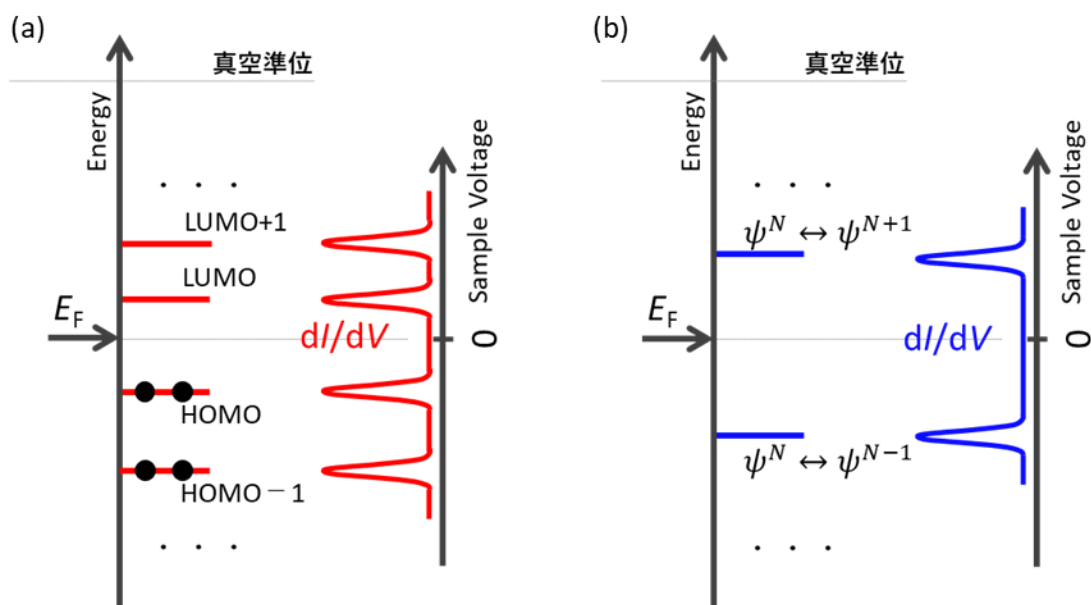 (a)
真空準位
Energy
Sample Voltage
. . .
LUMO+1
LUMO
E_F
dI/dV
0
HOMO
HOMO－1
. . .
(b)
真空準位
Energy
Sample Voltage
. . .
ψ^N ↔ ψ^{N+1}
E_F
dI/dV
0
ψ^N ↔ ψ^{N−1}
. . .